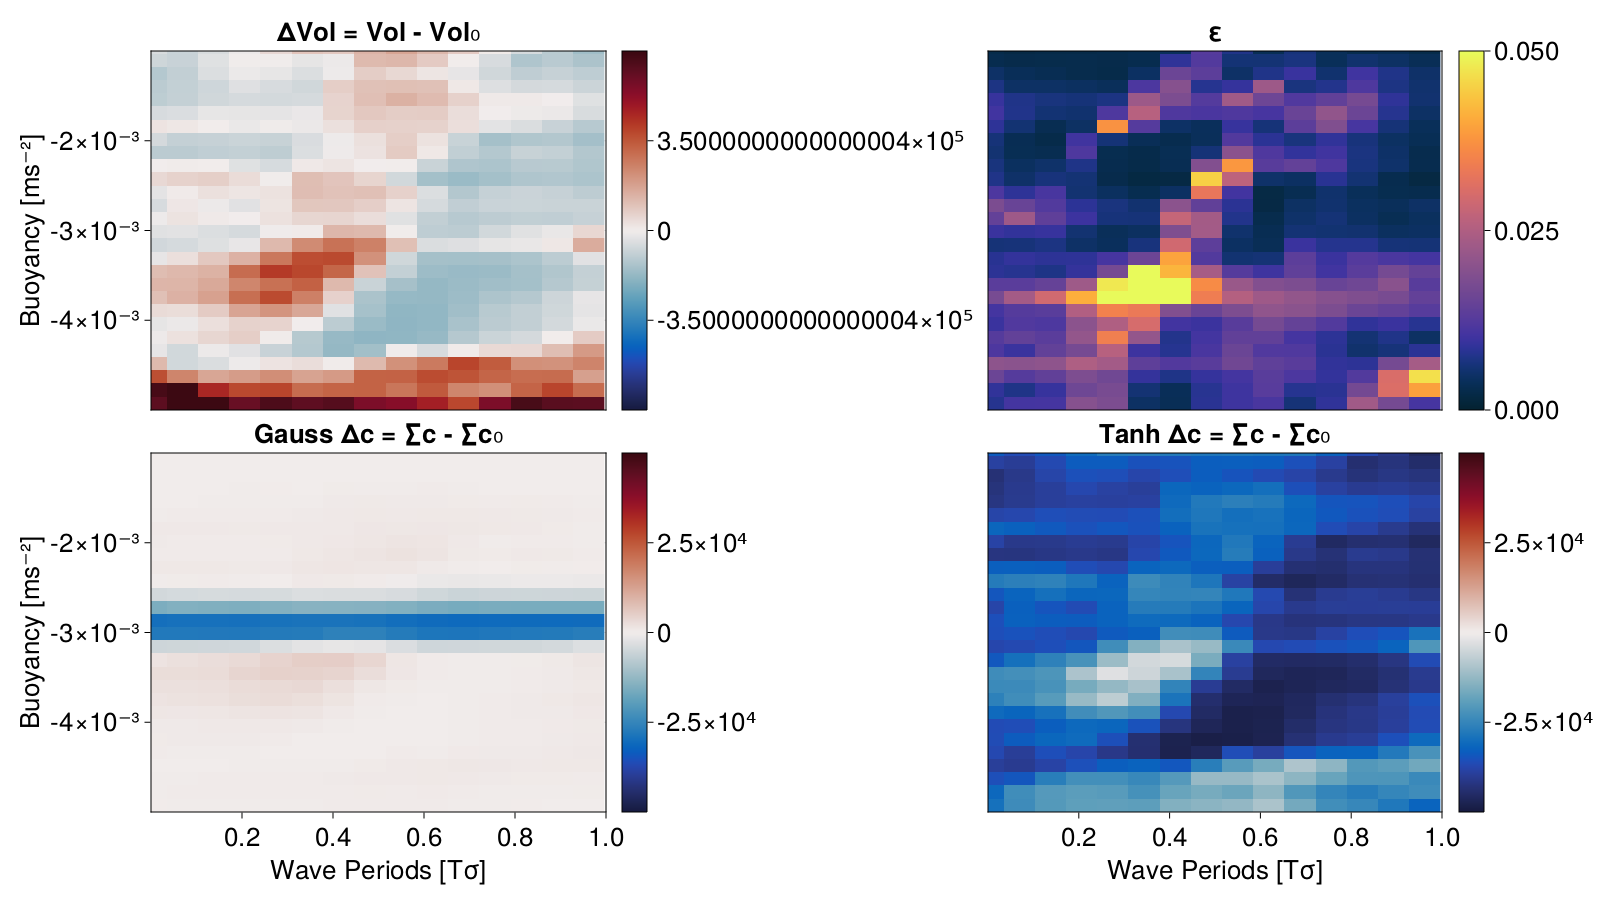 ΔVol = Vol - Vol₀
ε
Buoyancy [ms⁻²]
-2×10⁻³
-3×10⁻³
-4×10⁻³
3.5000000000000004×10⁵
0
-3.5000000000000004×10⁵
0.050
0.025
0.000
Gauss Δc = ∑c - ∑c₀
Tanh Δc = ∑c - ∑c₀
Buoyancy [ms⁻²]
-2×10⁻³
-3×10⁻³
-4×10⁻³
2.5×10⁴
0
-2.5×10⁴
2.5×10⁴
0
-2.5×10⁴
0.2 0.4 0.6 0.8 1.0
0.2 0.4 0.6 0.8 1.0
Wave Periods [Tσ]
Wave Periods [Tσ]